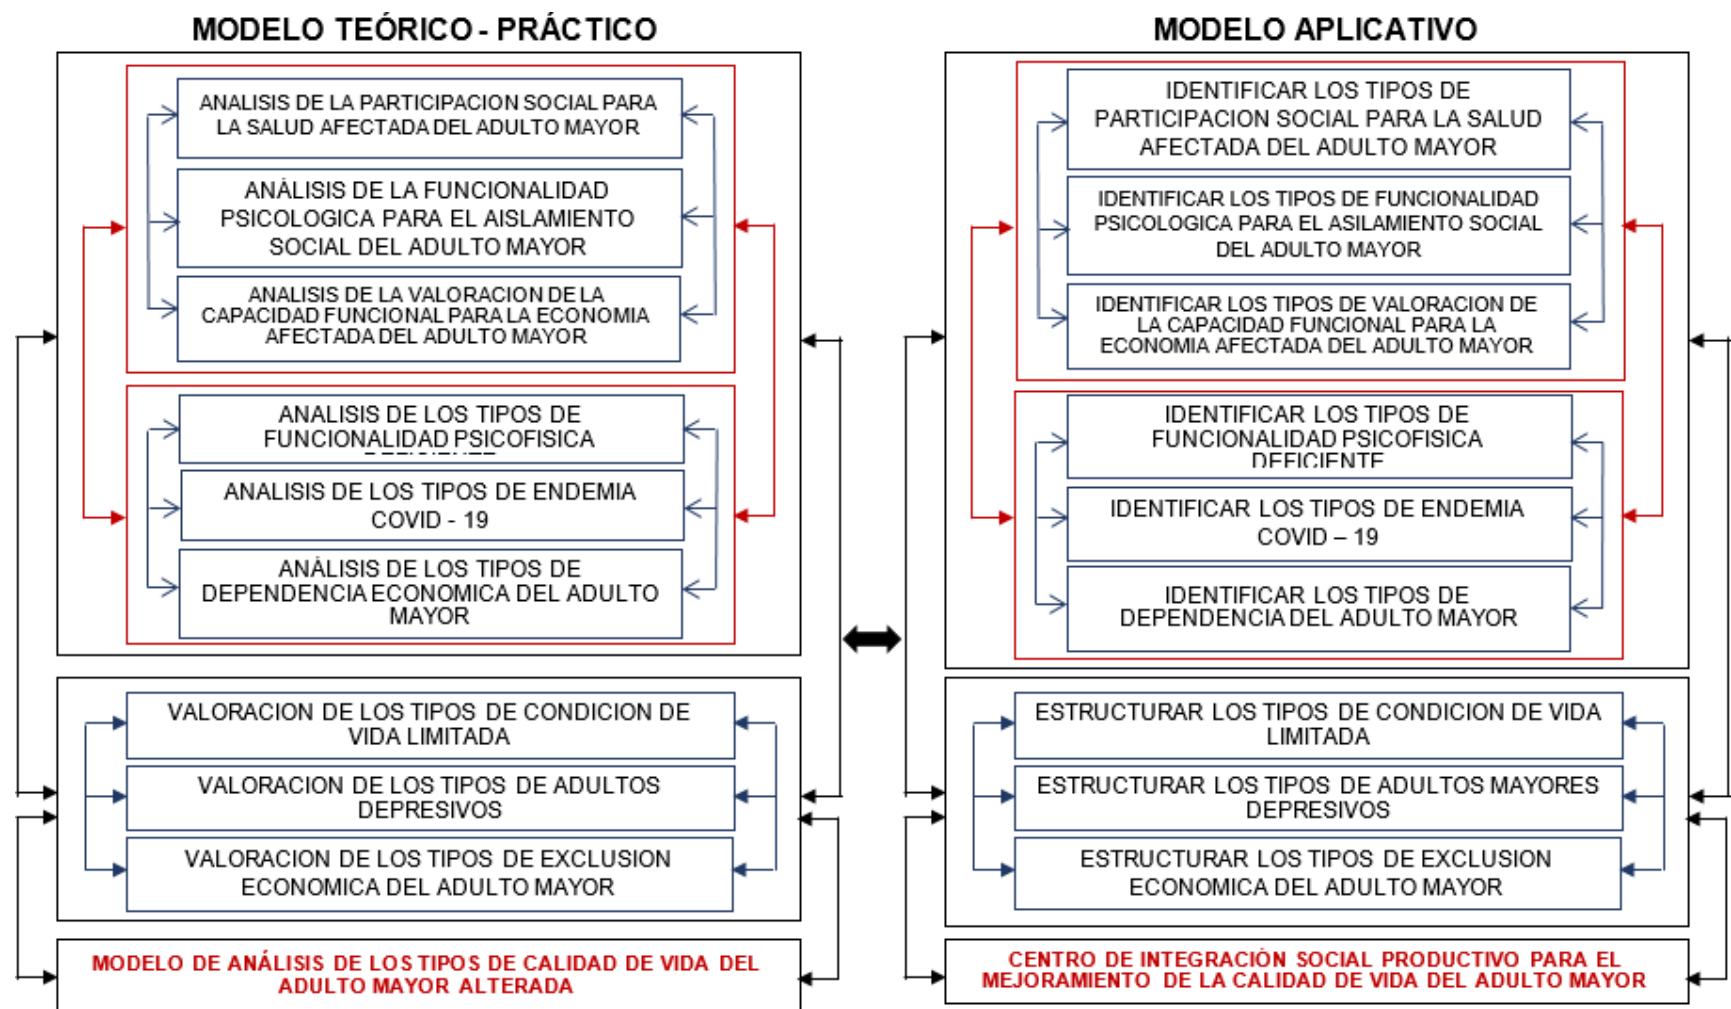 MODELO TEÓRICO - PRÁCTICO
ANALISIS DE LA PARTICIPACION SOCIAL PARA
LA SALUD AFECTADA DEL ADULTO MAYOR
ANÁLISIS DE LA FUNCIONALIDAD
PSICOLOGICA PARA EL AISLAMIENTO
SOCIAL DEL ADULTO MAYOR
ANALISIS DE LA VALORACION DE LA
CAPACIDAD FUNCIONAL PARA LA ECONOMIA
AFECTADA DEL ADULTO MAYOR
ANALISIS DE LOS TIPOS DE
FUNCIONALIDAD PSICOFISICA
ANALISIS DE LOS TIPOS DE ENDEMIA
COVID - 19
ANÁLISIS DE LOS TIPOS DE
DEPENDENCIA ECONOMICA DEL ADULTO
MAYOR
VALORACION DE LOS TIPOS DE CONDICION DE
VIDA LIMITADA
VALORACION DE LOS TIPOS DE ADULTOS
DEPRESIVOS
VALORACION DE LOS TIPOS DE EXCLUSION
ECONOMICA DEL ADULTO MAYOR
MODELO DE ANÁLISIS DE LOS TIPOS DE CALIDAD DE VIDA DEL
ADULTO MAYOR ALTERADA
MODELO APLICATIVO
IDENTIFICAR LOS TIPOS DE
PARTICIPACION SOCIAL PARA LA SALUD
AFECTADA DEL ADULTO MAYOR
IDENTIFICAR LOS TIPOS DE FUNCIONALIDAD
PSICOLOGICA PARA EL ASILAMIENTO SOCIAL
DEL ADULTO MAYOR
IDENTIFICAR LOS TIPOS DE VALORACION DE
LA CAPACIDAD FUNCIONAL PARA LA
ECONOMIA AFECTADA DEL ADULTO MAYOR
IDENTIFICAR LOS TIPOS DE
FUNCIONALIDAD PSICOFISICA
DEFICIENTE
IDENTIFICAR LOS TIPOS DE ENDEMIA
COVID – 19
IDENTIFICAR LOS TIPOS DE
DEPENDENCIA DEL ADULTO MAYOR
ESTRUCTURAR LOS TIPOS DE CONDICION DE VIDA
LIMITADA
ESTRUCTURAR LOS TIPOS DE ADULTOS MAYORES
DEPRESIVOS
ESTRUCTURAR LOS TIPOS DE EXCLUSION
ECONOMICA DEL ADULTO MAYOR
CENTRO DE INTEGRACIÓN SOCIAL PRODUCTIVO PARA EL
MEJORAMIENTO DE LA CALIDAD DE VIDA DEL ADULTO MAYOR